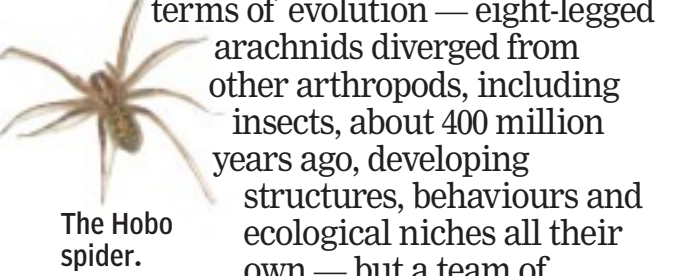 terms of evolution — eight-legged
arachnids diverged from
other arthropods, including
insects, about 400 million
years ago, developing
structures, behaviours and
ecological niches all their
own — but a team of
The Hobo
spider.